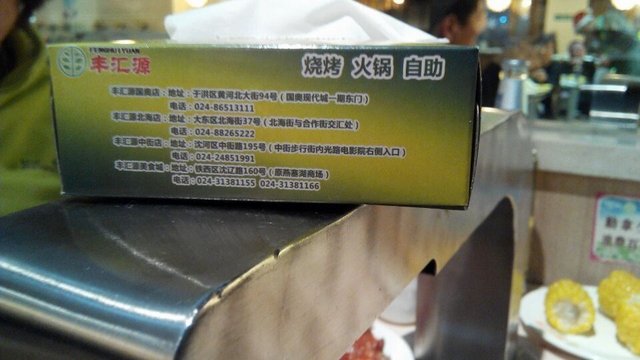 FENGHUIYUAN
丰汇源
烧烤 火锅 自助
丰汇源国奥店：地址：于洪区黄河北大街94号（国奥现代城一期东门）
电话：024-86513111
丰汇源北海店：地址：大东区北海街37号（北海街与合作街交汇处）
电话：024-88265222
丰汇源中街店：地址：沈河区中街路195号（中街步行街内光路电影院右侧入口）
电话：024-24851991
丰汇源美食城：地址：铁西区沈辽路160号（原燕塞湖商场）
电话：024-31381155 024-31381166
勤拿
浪费